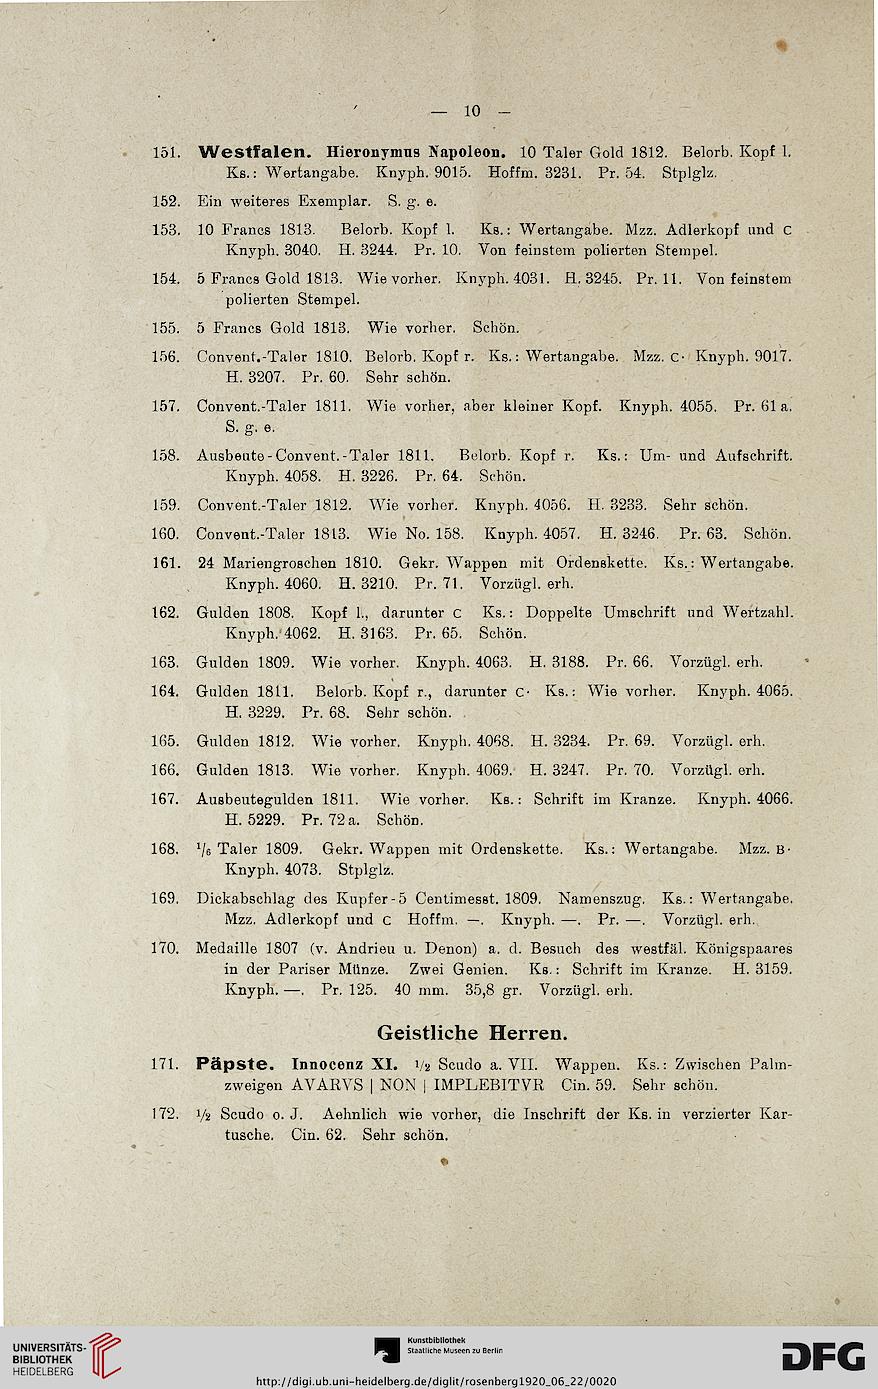 — 10 —
151. Westfalen. Hieronymus Napoleon. 10 Taler Gold 1812. Belorb. Kopf l.
Ks.: Wertangabe. Knyph. 9015. Hoffm. 3231. Pr. 54. Stplglz.
152. Ein weiteres Exemplar. S. g. e.
153. 10 Francs 1813. Belorb. Kopf l. Ks.: Wertangabe. Mzz. Adlerkopf und C
Knyph. 3040. H. 3244. Pr. 10. Von feinstem polierten Stempel.
154. 5 Francs Gold 1813. Wie vorher. Knyph. 4031. H. 3245. Pr. 11. Von feinstem
polierten Stempel.
155. 5 Francs Gold 1813. Wie vorher. Schön.
156. Convent.-Taler 1810. Belorb. Kopf r. Ks.: Wertangabe. Mzz. C· Knyph. 9017.
H. 3207. Pr. 60. Sehr schön.
157. Convent.-Taler 1811. Wie vorher, aber kleiner Kopf. Knyph. 4055. Pr. 61 a.
S. g. e.
158. Ausbeute-Convent.-Taler 1811. Belorb. Kopf r. Ks.: Um- und Aufschrift.
Knyph. 4058. H. 3226. Pr. 64. Schön.
159. Convent.-Taler 1812. Wie vorher. Knyph. 4056. H. 3233. Sehr schön.
160. Convent.-Taler 1813. Wie No. 158. Knyph. 4057. H. 3246. Pr. 63. Schön.
161. 24 Mariengroschen 1810. Gekr. Wappen mit Ordenskette. Ks.: Wertangabe.
Knyph. 4060. H. 3210. Pr. 71. Vorzügl. erh.
162. Gulden 1808. Kopf l., darunter C Ks.: Doppelte Umschrift und Wertzahl.
Knyph. 4062. H. 3163. Pr. 65. Schön.
163. Gulden 1809. Wie vorher. Knyph. 4063. H. 3188. Pr. 66. Vorzügl. erh.
164. Gulden 1811. Belorb. Kopf r., darunter C· Ks.: Wie vorher. Knyph. 4065.
H. 3229. Pr. 68. Sehr schön.
165. Gulden 1812. Wie vorher. Knyph. 4068. H. 3234. Pr. 69. Vorzügl. erh.
166. Gulden 1813. Wie vorher. Knyph. 4069. H. 3247. Pr. 70. Vorzügl. erh.
167. Ausbeutegulden 1811. Wie vorher. Ks.: Schrift im Kranze. Knyph. 4066.
H. 5229. Pr. 72 a. Schön.
168. 1/6 Taler 1809. Gekr. Wappen mit Ordenskette. Ks.: Wertangabe. Mzz. B·
Knyph. 4073. Stplglz.
169. Dickabschlag des Kupfer-5 Centimesst. 1809. Namenszug. Ks.: Wertangabe.
Mzz. Adlerkopf und C Hoffm. —. Knyph. —. Pr. —. Vorzügl. erh.
170. Medaille 1807 (v. Andrieu u. Denon) a. d. Besuch des westfäl. Königspaares
in der Pariser Münze. Zwei Genien. Ks.: Schrift im Kranze. H. 3159.
Knyph. —. Pr. 125. 40 mm. 35,8 gr. Vorzügl. erh.
Geistliche Herren.
171. Päpste. Innocenz XI. 1/2 Scudo a. VII. Wappen. Ks.: Zwischen Palm-
zweigen AVARVS | NON | IMPLEBITVR Cin. 59. Sehr schön.
172. 1/2 Scudo o. J. Aehnlich wie vorher, die Inschrift der Ks. in verzierter Kar-
tusche. Cin. 62. Sehr schön.
UNIVERSITÄTS-
BIBLIOTHEK
HEIDELBERG
Kunstbibliothek
Staatliche Museen zu Berlin
DFG
http://digi.ub.uni-heidelberg.de/diglit/rosenberg1920_06_22/0020